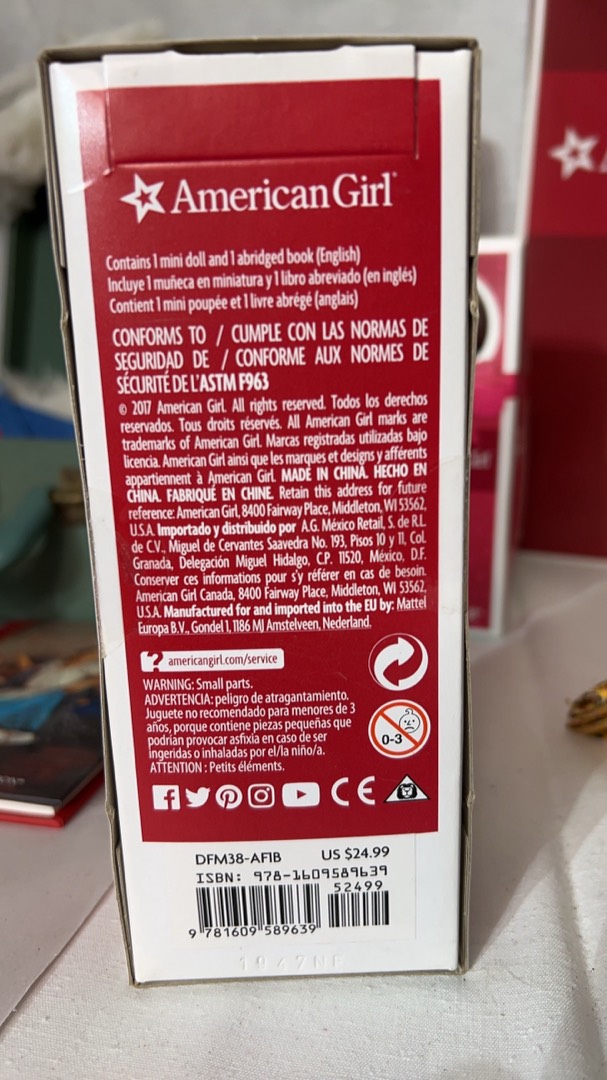 American Girl®
Contains 1 mini doll and 1 abridged book (English)
Incluye 1 muñeca en miniatura y 1 libro abreviado (en inglés)
Contient 1 mini poupée et 1 livre abrégé (anglais)
CONFORMS TO / CUMPLE CON LAS NORMAS DE
SEGURIDAD DE / CONFORME AUX NORMES DE
SÉCURITÉ DE L'ASTM F963
© 2017 American Girl. All rights reserved. Todos los derechos
reservados. Tous droits réservés. All American Girl marks are
trademarks of American Girl. Marcas registradas utilizadas bajo
licencia. American Girl ainsi que les marques et designs y afférents
appartiennent à American Girl. MADE IN CHINA. HECHO EN
CHINA. FABRIQUÉ EN CHINE. Retain this address for future
reference: American Girl, 8400 Fairway Place, Middleton, WI 53562,
U.S.A. Importado y distribuido por A.G. México Retail, S. de R.L.
de C.V., Miguel de Cervantes Saavedra No. 193, Pisos 10 y 11, Col.
Granada, Delegación Miguel Hidalgo, C.P. 11520, México, D.F.
Conserver ces informations pour s'y référer en cas de besoin.
American Girl Canada, 8400 Fairway Place, Middleton, WI 53562,
U.S.A. Manufactured for and imported into the EU by: Mattel
Europa B.V., Gondel 1, 1186 MJ Amstelveen, Nederland.
? americangirl.com/service
WARNING: Small parts.
ADVERTENCIA: peligro de atragantamiento.
Juguete no recomendado para menores de 3
años, porque contiene piezas pequeñas que
podrían provocar asfixia en caso de ser
ingeridas o inhaladas por el/la niño/a.
ATTENTION : Petits éléments.
0-3
CE
DFM38-AF1B US $24.99
ISBN: 978-1609589639
52499
9 781609 589639
1947NF